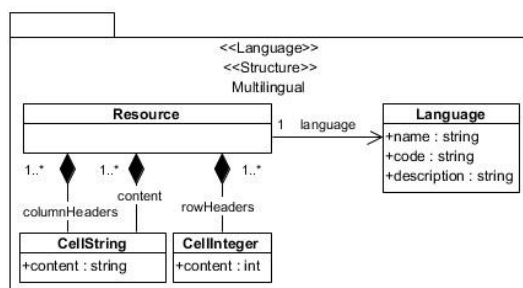 <<Language>>
<<Structure>>
Multilingual
Resource
Language
+name : string
+code : string
+description : string
1 language
1..*
1..*
1..*
content
columnHeaders
rowHeaders
CellString
+content : string
CellInteger
+content : int